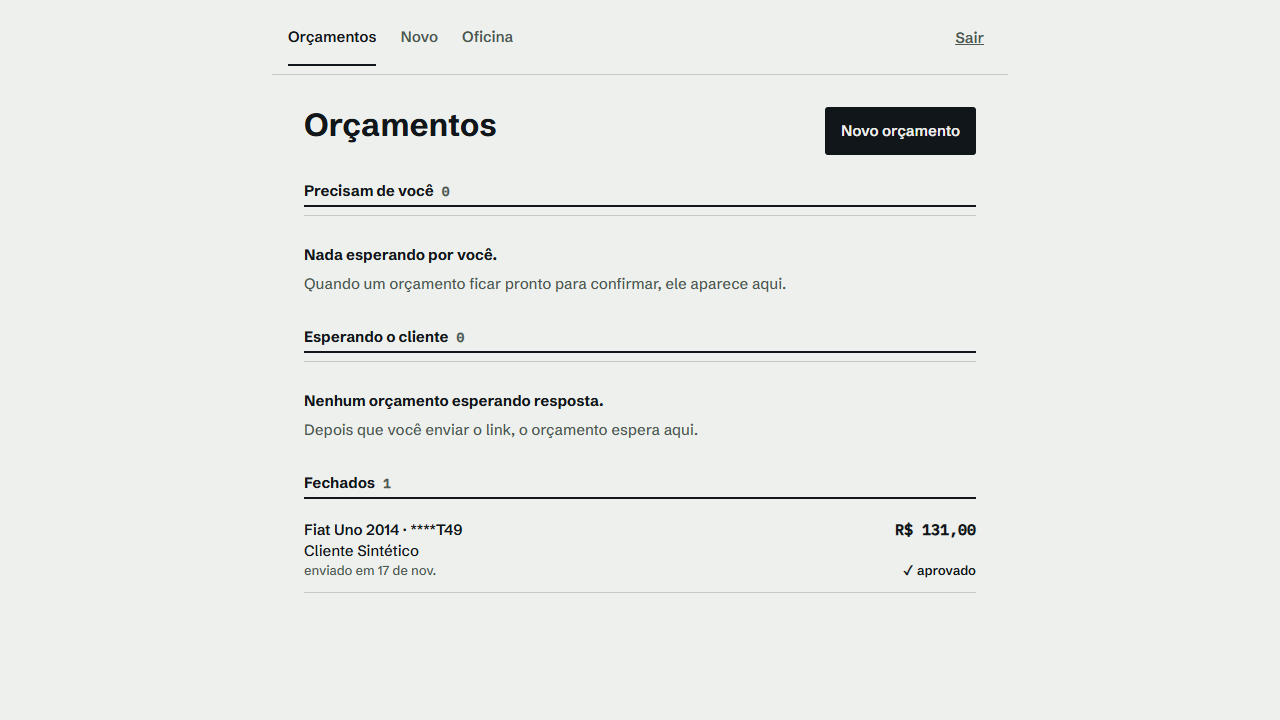 Orçamentos Novo Oficina Sair
Orçamentos
Novo orçamento
Precisam de você 0
Nada esperando por você.
Quando um orçamento ficar pronto para confirmar, ele aparece aqui.
Esperando o cliente 0
Nenhum orçamento esperando resposta.
Depois que você enviar o link, o orçamento espera aqui.
Fechados 1
Fiat Uno 2014 · ****T49 R$ 131,00
Cliente Sintético
enviado em 17 de nov. ✓ aprovado